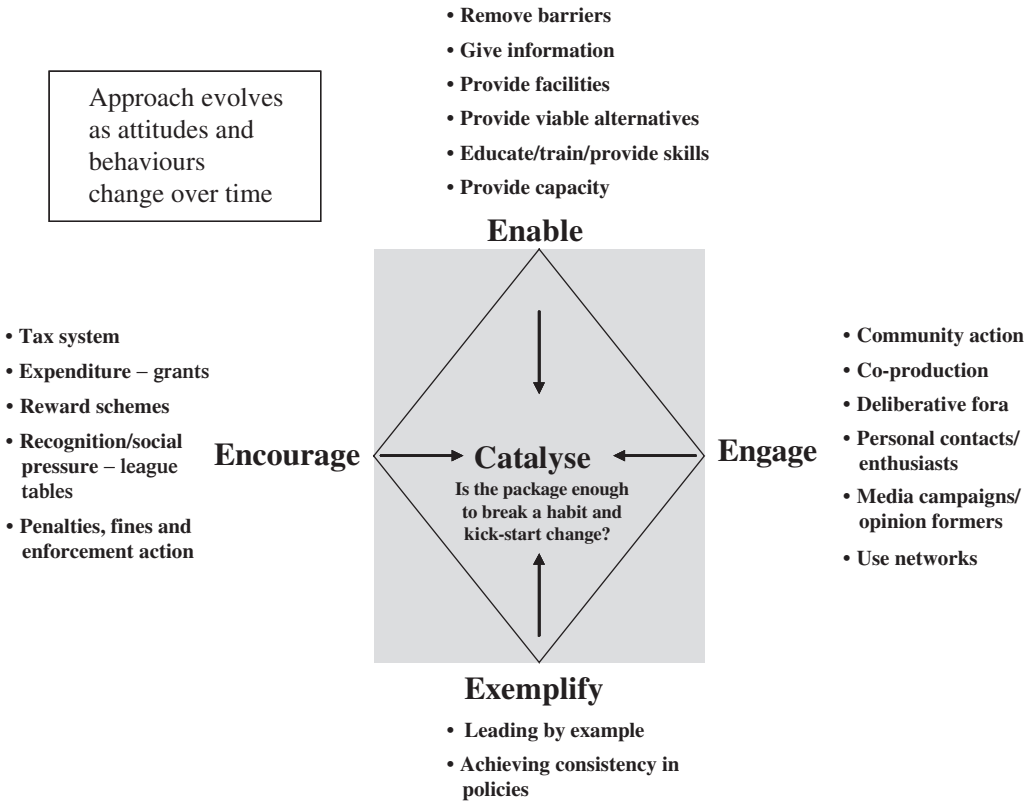 • Remove barriers
• Give information
• Provide facilities
• Provide viable alternatives
• Educate/train/provide skills
• Provide capacity
Approach evolves
as attitudes and
behaviours
change over time
Enable
• Tax system
• Expenditure – grants
• Reward schemes
• Recognition/social
pressure – league
tables
• Penalties, fines and
enforcement action
Encourage
Catalyse
Is the package enough
to break a habit and
kick-start change?
Engage
• Community action
• Co-production
• Deliberative fora
• Personal contacts/
enthusiasts
• Media campaigns/
opinion formers
• Use networks
Exemplify
• Leading by example
• Achieving consistency in
policies